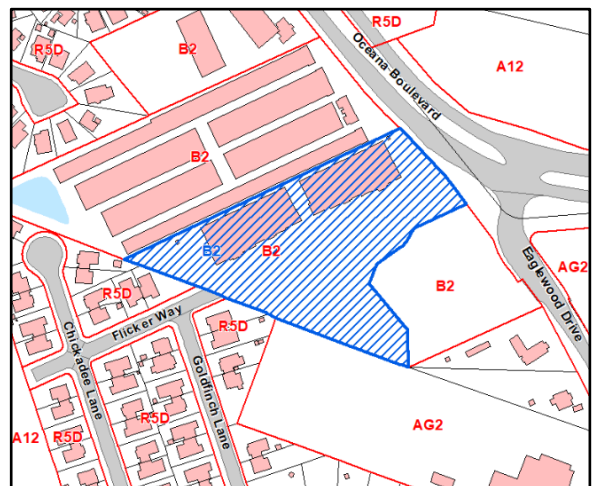 R5D
R5D
B2
Oceana Boulevard
A12
B2
B2
B2
B2
AG2
Eaglewood Drive
R5D
Flicker Way
R5D
Chickadee Lane
Goldfinch Lane
A12
R5D
R5D
AG2